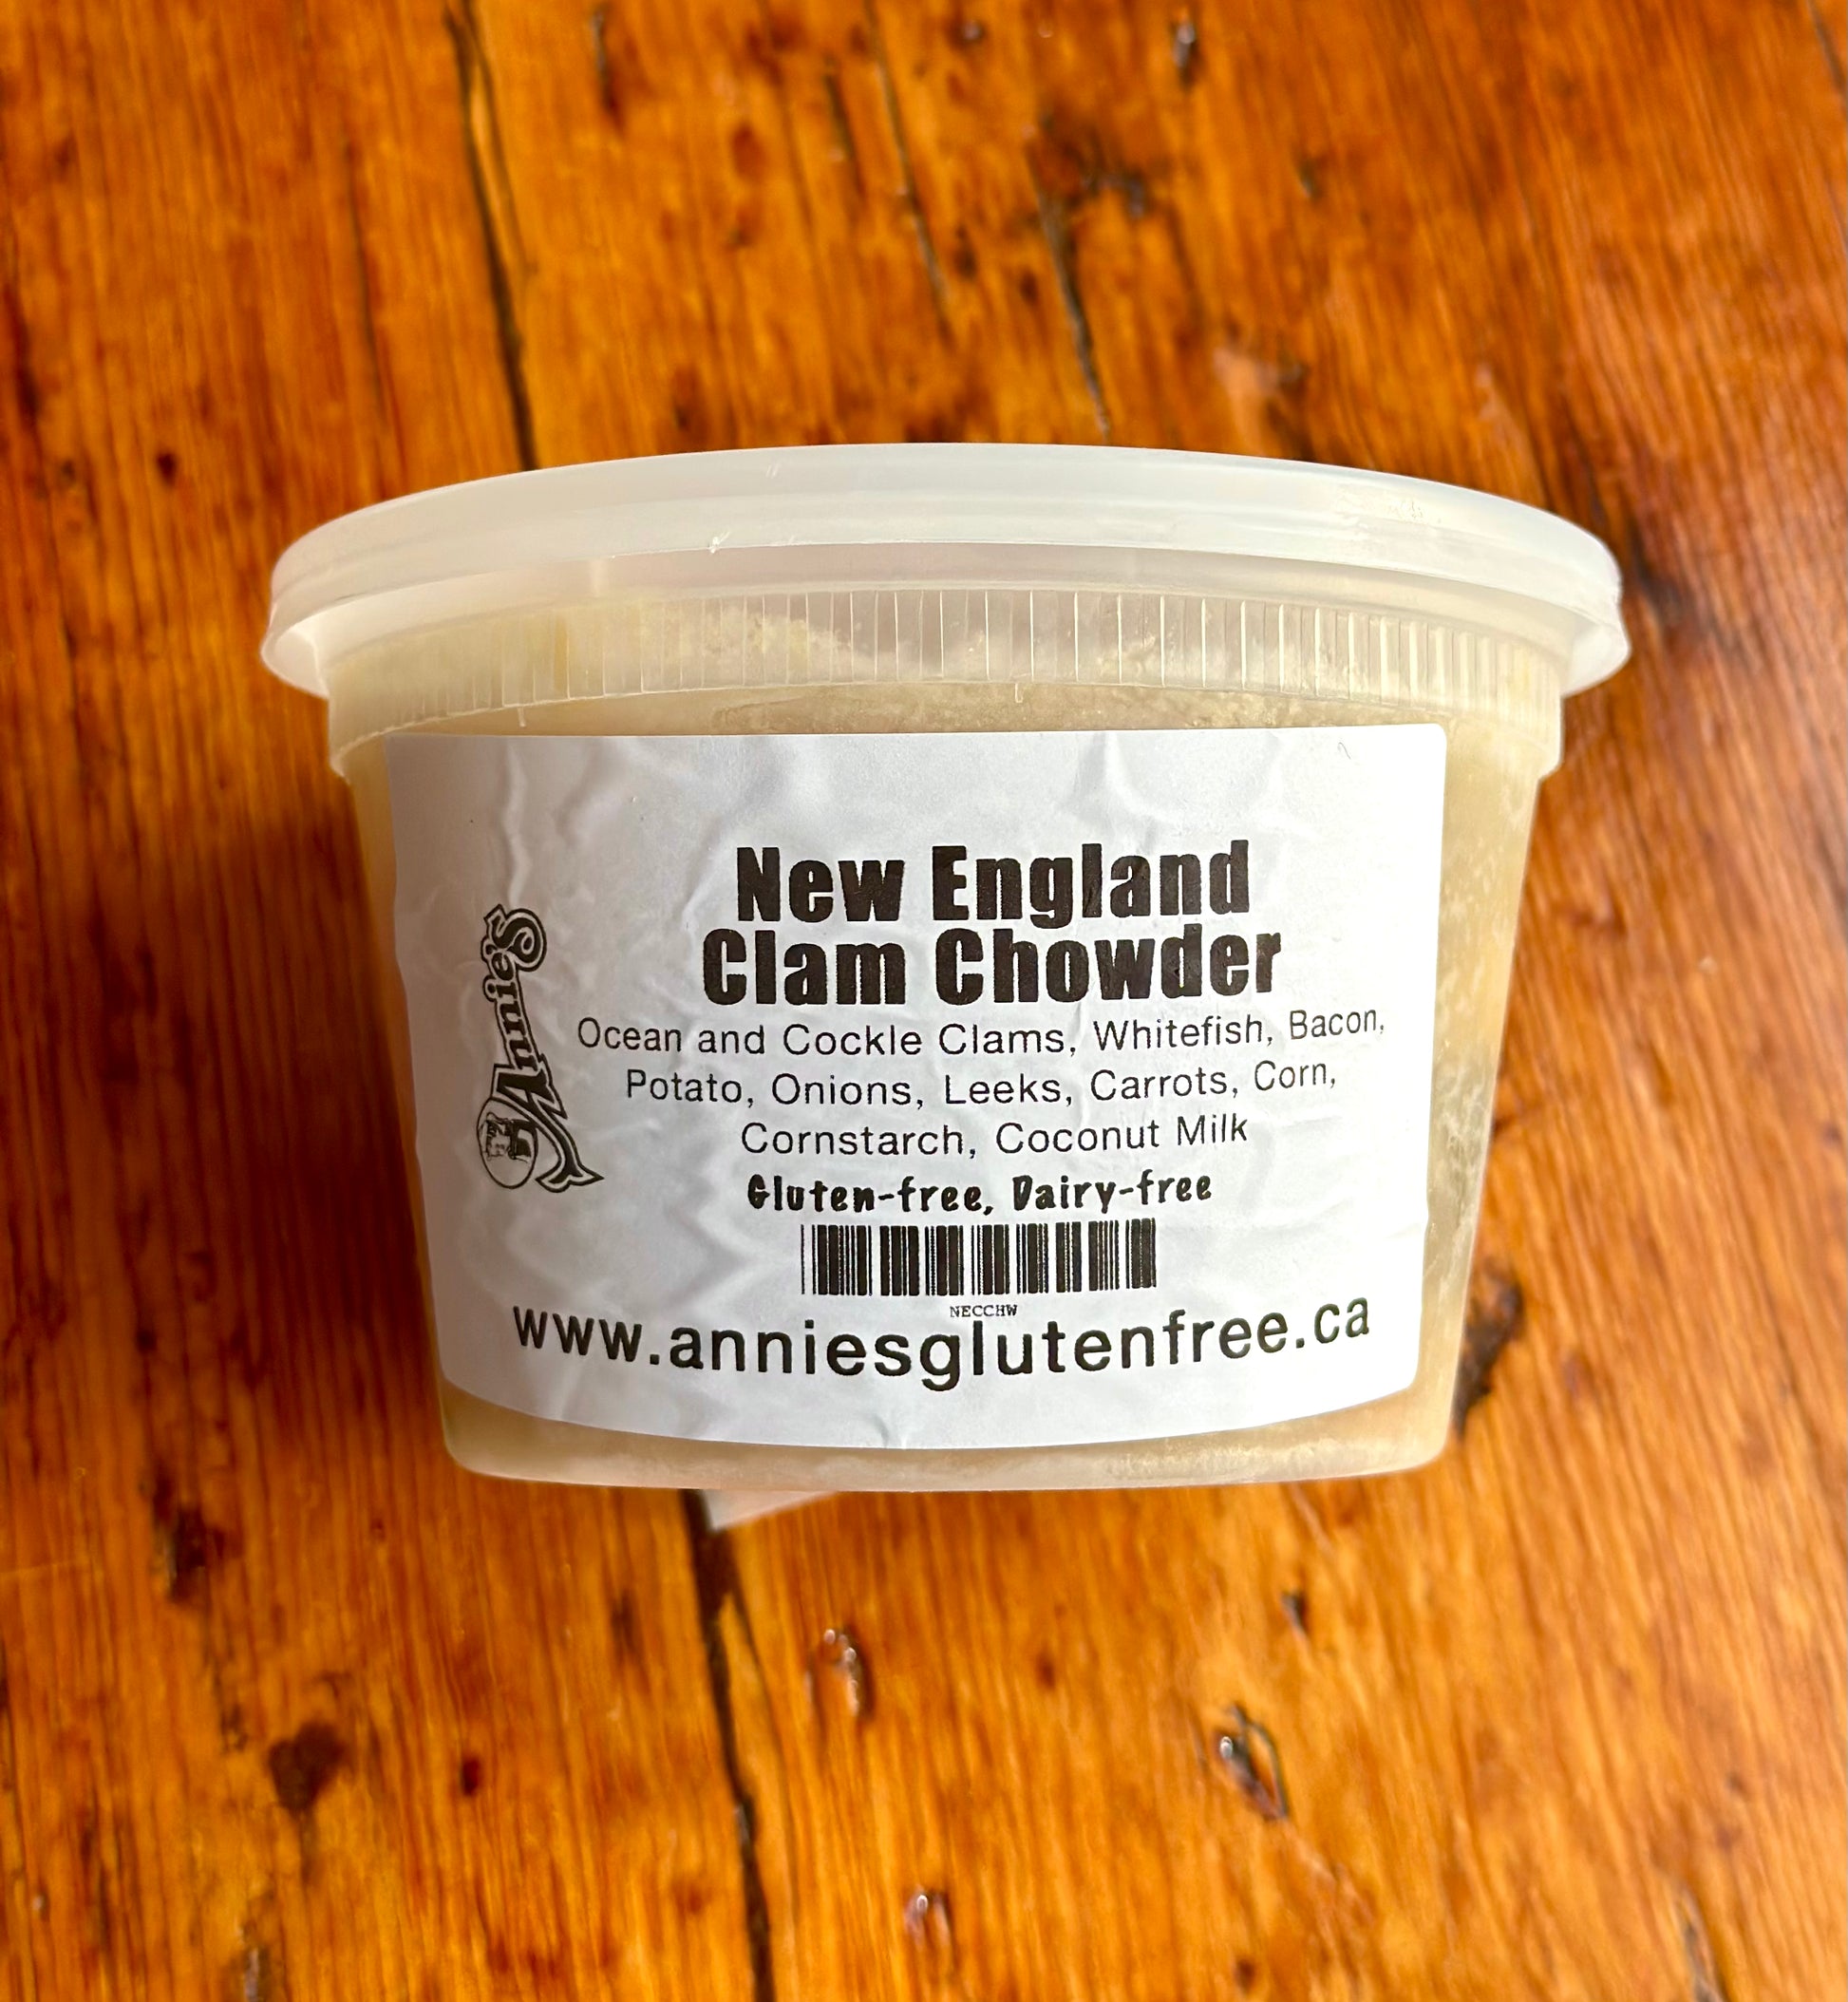 Annie's
New England
Clam Chowder
Ocean and Cockle Clams, Whitefish, Bacon,
Potato, Onions, Leeks, Carrots, Corn,
Cornstarch, Coconut Milk
Gluten-free, Dairy-free
NECCHW
www.anniesglutenfree.ca